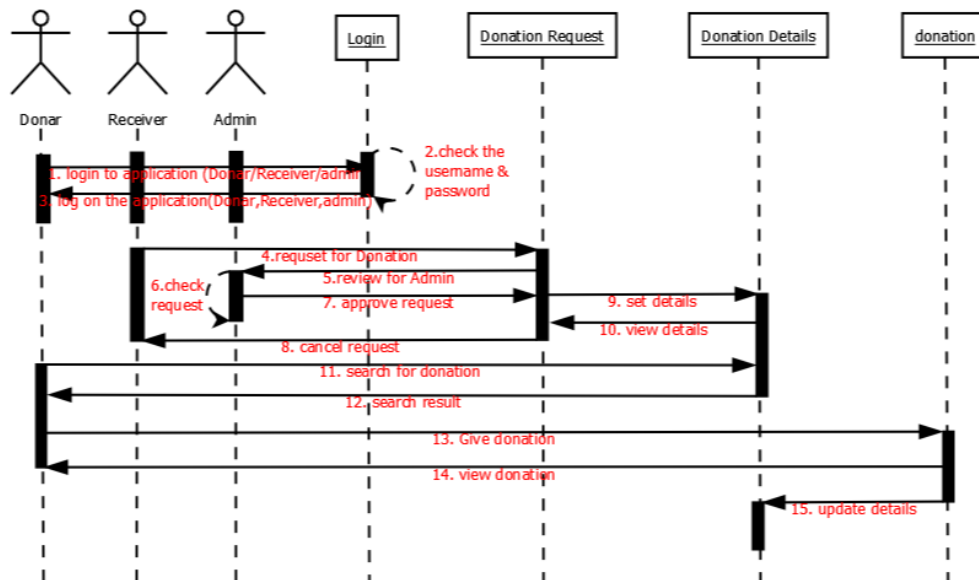 Login
Donation Request
Donation Details
donation
Donar
Receiver
Admin
1. login to application (Donar/Receiver/admin
2.check the
username &
password
3. log on the application(Donar,Receiver,admin)
4.requset for Donation
5.review for Admin
6.check
request
7. approve request
9. set details
10. view details
8. cancel request
11. search for donation
12. search result
13. Give donation
14. view donation
15. update details